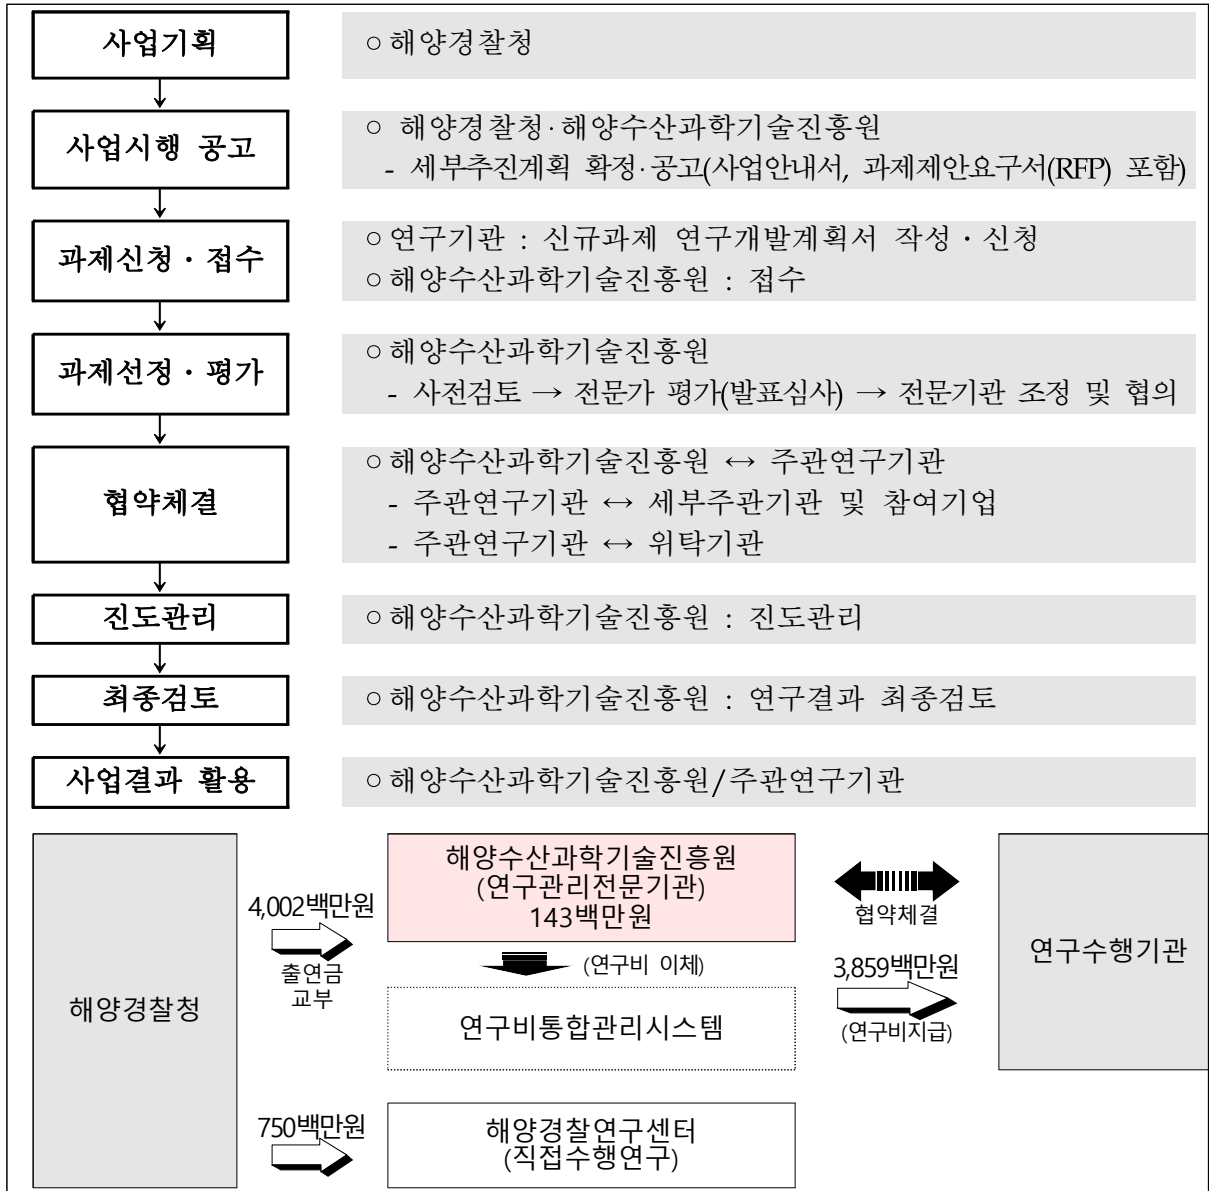 사업기획
○ 해양경찰청
사업시행 공고
○ 해양경찰청·해양수산과학기술진흥원
- 세부추진계획 확정·공고(사업안내서, 과제제안요구서(RFP) 포함)
과제신청·접수
○ 연구기관 : 신규과제 연구개발계획서 작성·신청
○ 해양수산과학기술진흥원 : 접수
과제선정·평가
○ 해양수산과학기술진흥원
- 사전검토 → 전문가 평가(발표심사) → 전문기관 조정 및 협의
협약체결
○ 해양수산과학기술진흥원 ↔ 주관연구기관
- 주관연구기관 ↔ 세부주관기관 및 참여기업
- 주관연구기관 ↔ 위탁기관
진도관리
○ 해양수산과학기술진흥원 : 진도관리
최종검토
○ 해양수산과학기술진흥원 : 연구결과 최종검토
사업결과 활용
○ 해양수산과학기술진흥원/주관연구기관
해양경찰청
4,002백만원
출연금
교부
해양수산과학기술진흥원
(연구관리전문기관)
143백만원
(연구비 이체)
연구비통합관리시스템
협약체결
3,859백만원
(연구비지급)
연구수행기관
750백만원
해양경찰연구센터
(직접수행연구)